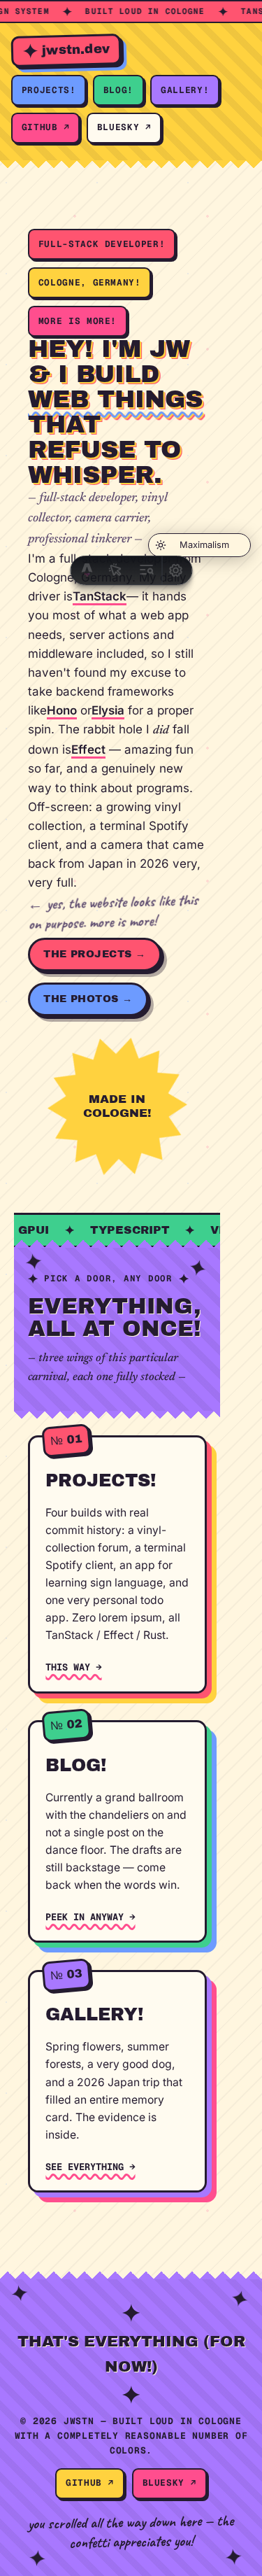 GN SYSTEM ✦ BUILT LOUD IN COLOGNE ✦ TANS
✦ jwstn.dev
PROJECTS! BLOG! GALLERY!
GITHUB ↗ BLUESKY ↗
FULL-STACK DEVELOPER!
COLOGNE, GERMANY!
MORE IS MORE!
HEY! I'M JW
& I BUILD
WEB THINGS
THAT
REFUSE TO
WHISPER.
— full-stack developer, vinyl
collector, camera carrier,
professional tinkerer —
Maximalism
I'm a
Cologne
driver is TanStack — it hands
you most of what a web app
needs, server actions and
middleware included, so I still
haven't found my excuse to
take backend frameworks
like Hono or Elysia for a proper
spin. The rabbit hole I did fall
down is Effect — amazing fun
so far, and a genuinely new
way to think about programs.
Off-screen: a growing vinyl
collection, a terminal Spotify
client, and a camera that came
back from Japan in 2026 very,
very full.
← yes, the website looks like this
on purpose. more is more!
THE PROJECTS →
THE PHOTOS →
MADE IN
COLOGNE!
GPUI ✦ TYPESCRIPT ✦ VI
✦ PICK A DOOR, ANY DOOR ✦
EVERYTHING,
ALL AT ONCE!
— three wings of this particular
carnival, each one fully stocked —
№ 01
PROJECTS!
Four builds with real
commit history: a vinyl-
collection forum, a terminal
Spotify client, an app for
learning sign language, and
one very personal todo
app. Zero lorem ipsum, all
TanStack / Effect / Rust.
THIS WAY →
№ 02
BLOG!
Currently a grand ballroom
with the chandeliers on and
not a single post on the
dance floor. The drafts are
still backstage — come
back when the words win.
PEEK IN ANYWAY →
№ 03
GALLERY!
Spring flowers, summer
forests, a very good dog,
and a 2026 Japan trip that
filled an entire memory
card. The evidence is
inside.
SEE EVERYTHING →
THAT'S EVERYTHING (FOR
NOW!)
© 2026 JWSTN — BUILT LOUD IN COLOGNE
WITH A COMPLETELY REASONABLE NUMBER OF
COLORS.
GITHUB ↗ BLUESKY ↗
you scrolled all the way down here — the
confetti appreciates you!